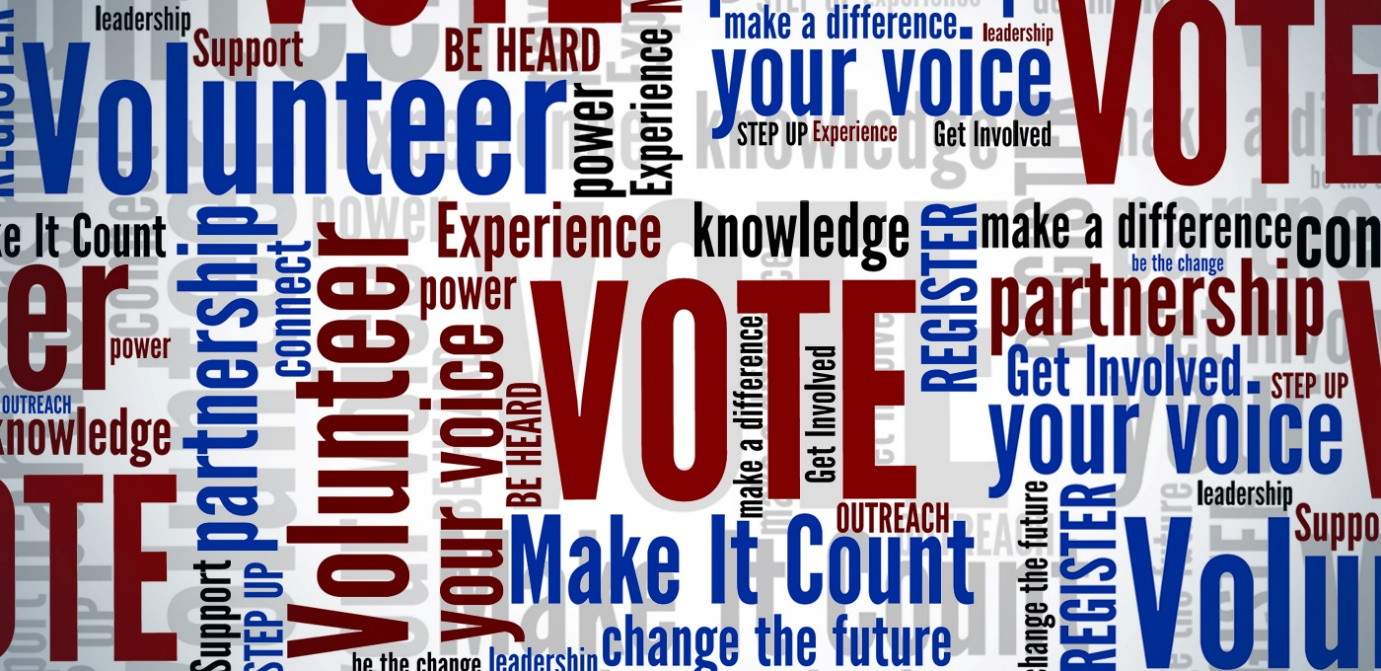 leadership
Support
BE HEARD
Volunteer
power
Experience
make a difference
leadership
your voice
STEP UP
Experience
Get Involved
VOTE
ke It Count
partnership
connect
Volunteer
Experience
knowledge
REGISTER
make a difference
con
be the change
partnership
er
power
power
your voice
BE HEARD
VOTE
make a difference
Get Involved
Get Involved
STEP UP
your voice
OUTREACH
knowledge
OTE
Support
STEP UP
OUTREACH
Make It Count
change the future
be the change
leadership
change the future
REGISTER
leadership
Suppo
Volu